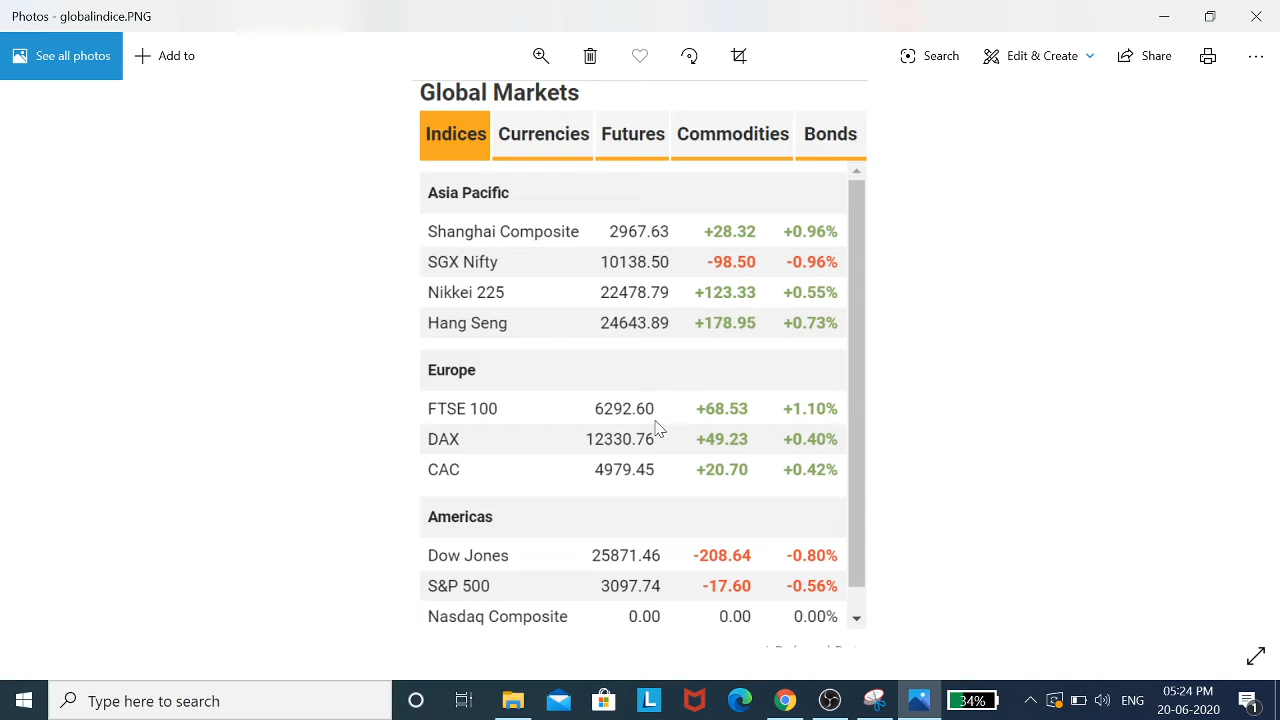 Photos - globalindice.PNG
See all photos
Add to
Search
Edit & Create
Share
Global Markets
Indices Currencies Futures Commodities Bonds
Asia Pacific
Shanghai Composite 2967.63 +28.32 +0.96%
SGX Nifty 10138.50 -98.50 -0.96%
Nikkei 225 22478.79 +123.33 +0.55%
Hang Seng 24643.89 +178.95 +0.73%
Europe
FTSE 100 6292.60 +68.53 +1.10%
DAX 12330.76 +49.23 +0.40%
CAC 4979.45 +20.70 +0.42%
Americas
Dow Jones 25871.46 -208.64 -0.80%
S&P 500 3097.74 -17.60 -0.56%
Nasdaq Composite 0.00 0.00 0.00%
Type here to search
34%
ENG
05:24 PM
20-06-2020
1